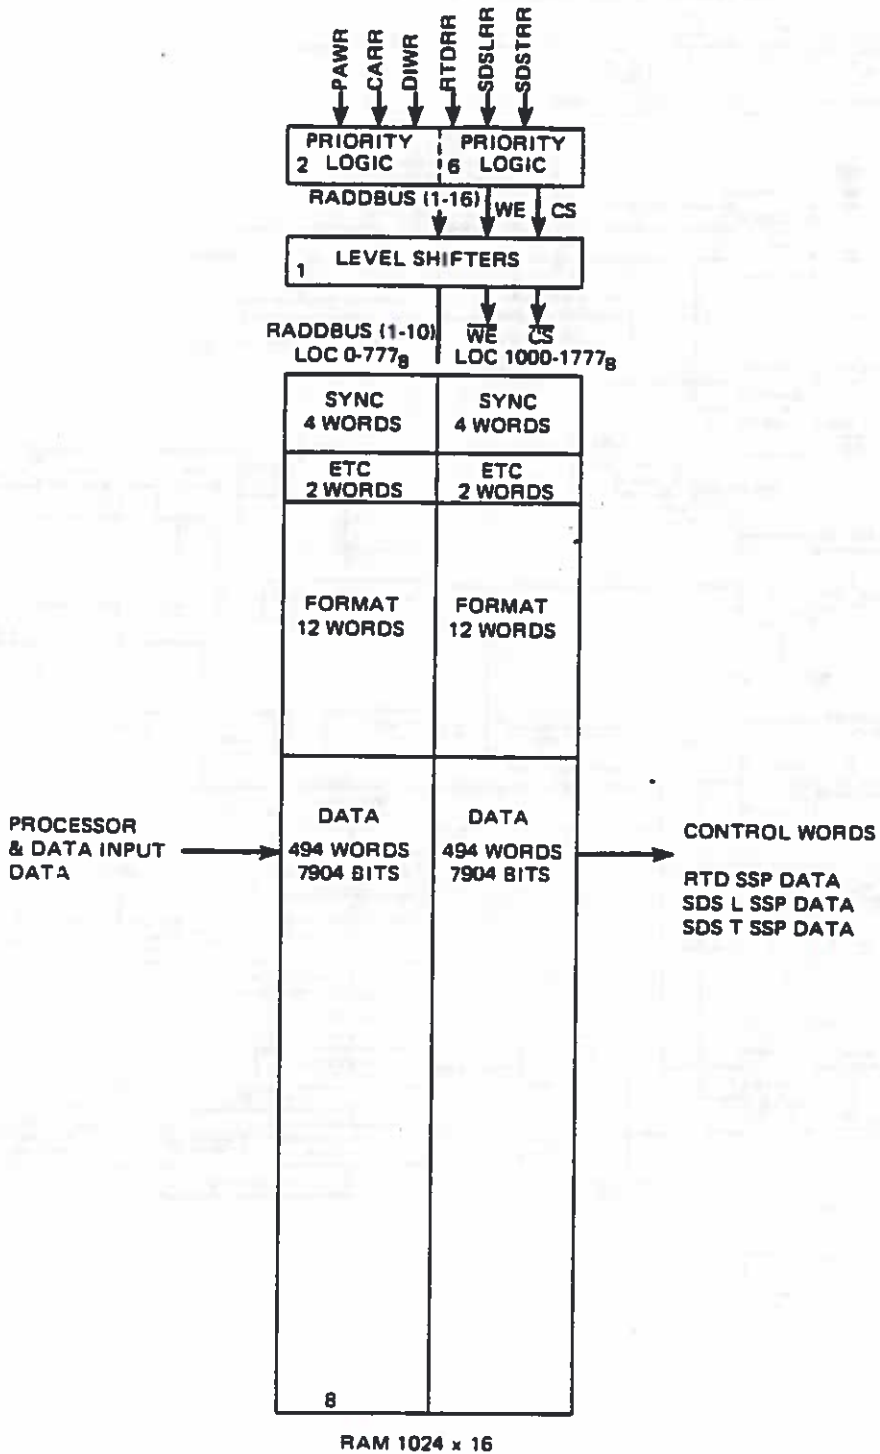 PAWR
CARR
DIWR
RTDRR
SDSLRR
SDSTRR
PRIORITY
2 LOGIC
PRIORITY
6 LOGIC
RADDBUS (1-16)
WE
CS
LEVEL SHIFTERS
1
RADDBUS (1-10)
LOC 0-777₈
W̅E̅
C̅S̅
LOC 1000-1777₈
SYNC
4 WORDS
SYNC
4 WORDS
ETC
2 WORDS
ETC
2 WORDS
FORMAT
12 WORDS
FORMAT
12 WORDS
PROCESSOR
& DATA INPUT
DATA
DATA
494 WORDS
7904 BITS
DATA
494 WORDS
7904 BITS
CONTROL WORDS
RTD SSP DATA
SDS L SSP DATA
SDS T SSP DATA
8
RAM 1024 x 16